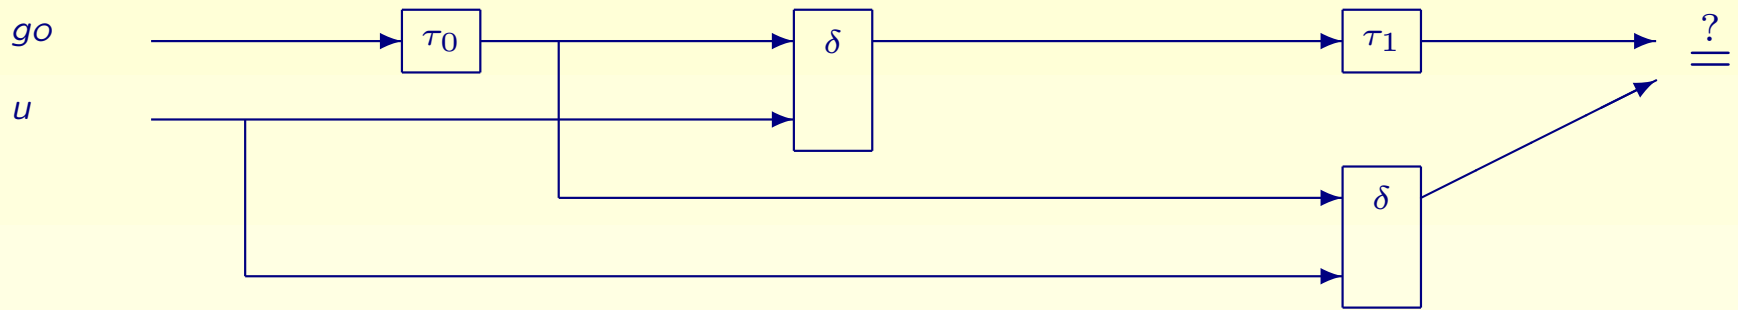 go τ₀ δ τ₁ ?
=
u
δ